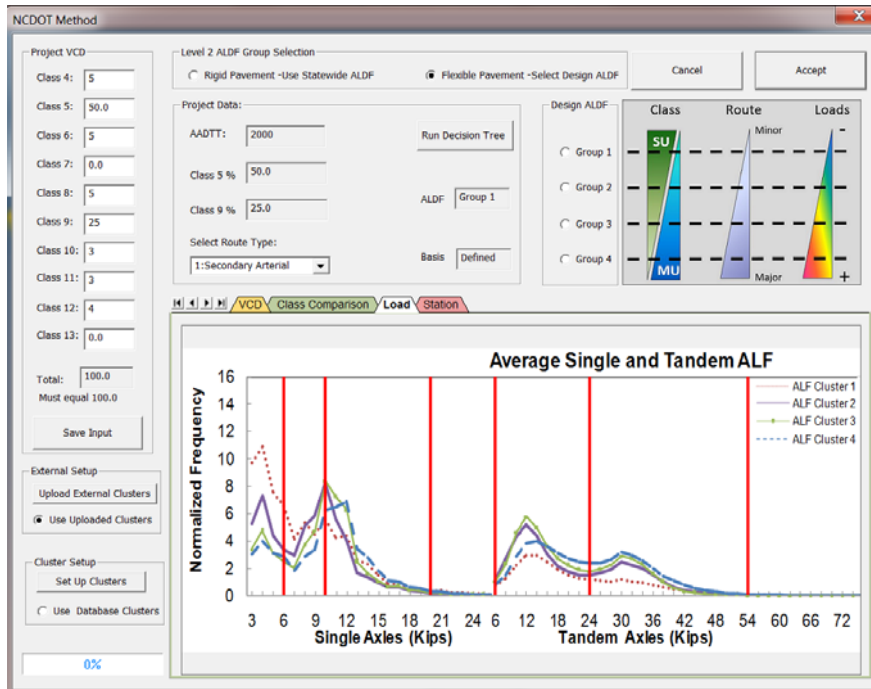 NCDOT Method
Project VCD
Class 4: 5
Class 5: 50.0
Class 6: 5
Class 7: 0.0
Class 8: 5
Class 9: 25
Class 10: 3
Class 11: 3
Class 12: 4
Class 13: 0.0
Total: 100.0
Must equal 100.0
Save Input
External Setup
Upload External Clusters
Use Uploaded Clusters
Cluster Setup
Set Up Clusters
Use Database Clusters
0%
Level 2 ALDF Group Selection
Rigid Pavement -Use Statewide ALDF
Flexible Pavement -Select Design ALDF
Cancel
Accept
Project Data:
AADTT: 2000
Run Decision Tree
Class 5 % 50.0
ALDF Group 1
Class 9 % 25.0
Select Route Type:
1:Secondary Arterial
Basis Defined
Design ALDF
Group 1
Group 2
Group 3
Group 4
Class Route Loads
SU
Minor
-
MU
Major
+
VCD Class Comparison Load Station
Average Single and Tandem ALF
Normalized Frequency
16
14
12
10
8
6
4
2
0
ALF Cluster 1
ALF Cluster 2
ALF Cluster 3
ALF Cluster 4
3 6 9 12 15 18 21 6 12 18 24 30 36 42 48 54 60 66 72
Single Axles (Kips) Tandem Axles (Kips)